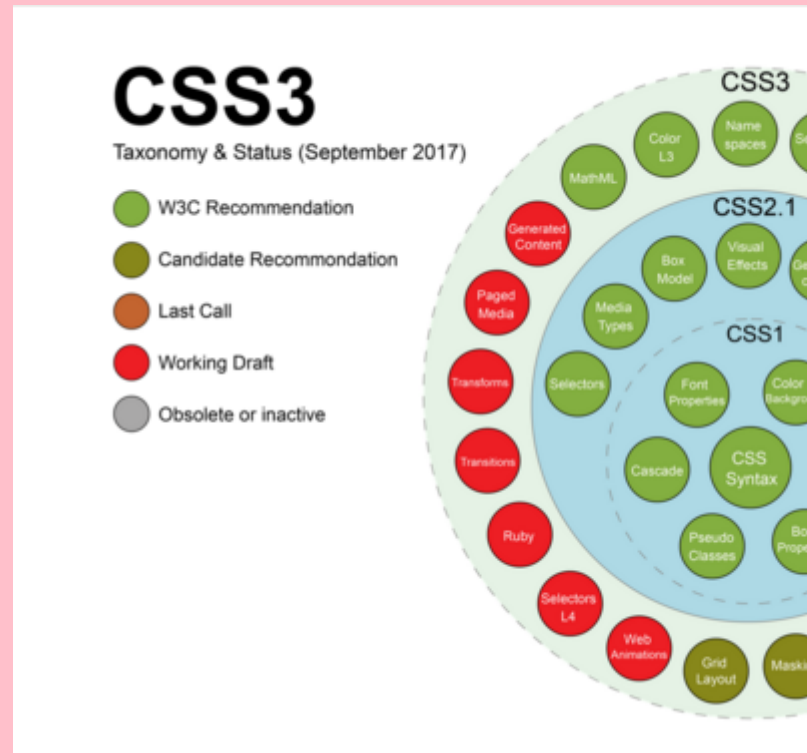 CSS3
Taxonomy & Status (September 2017)
W3C Recommendation
Candidate Recommondation
Last Call
Working Draft
Obsolete or inactive
CSS3
Name
spaces
Color
L3
MathML
Generated
Content
Paged
Media
Transforms
Transitions
Ruby
Selectors
L4
Web
Animations
Grid
Layout
CSS2.1
Visual
Effects
Box
Model
Media
Types
Selectors
CSS1
Font
Properties
Color
Cascade
CSS
Syntax
Pseudo
Classes